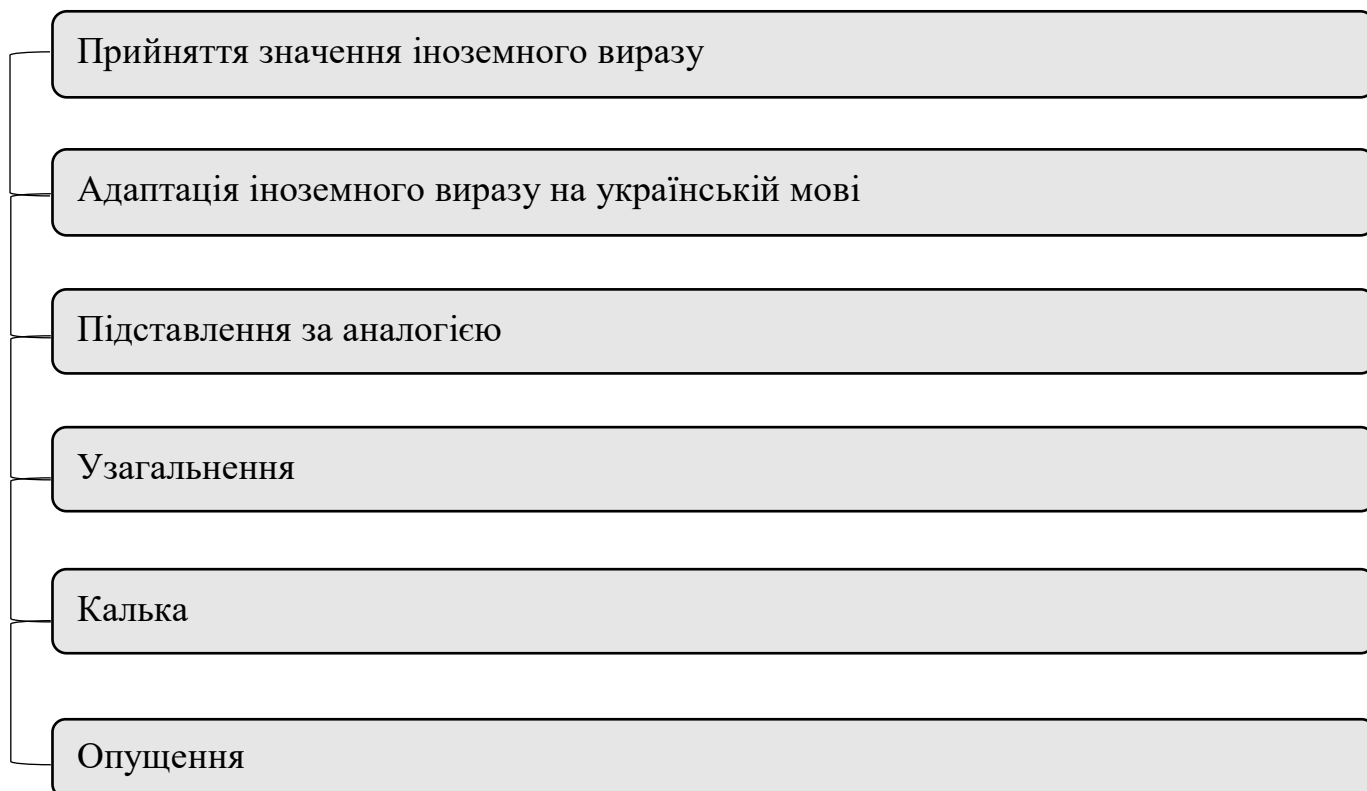 Прийняття значення іноземного виразу
Адаптація іноземного виразу на українській мові
Підставлення за аналогією
Узагальнення
Калька
Опущення